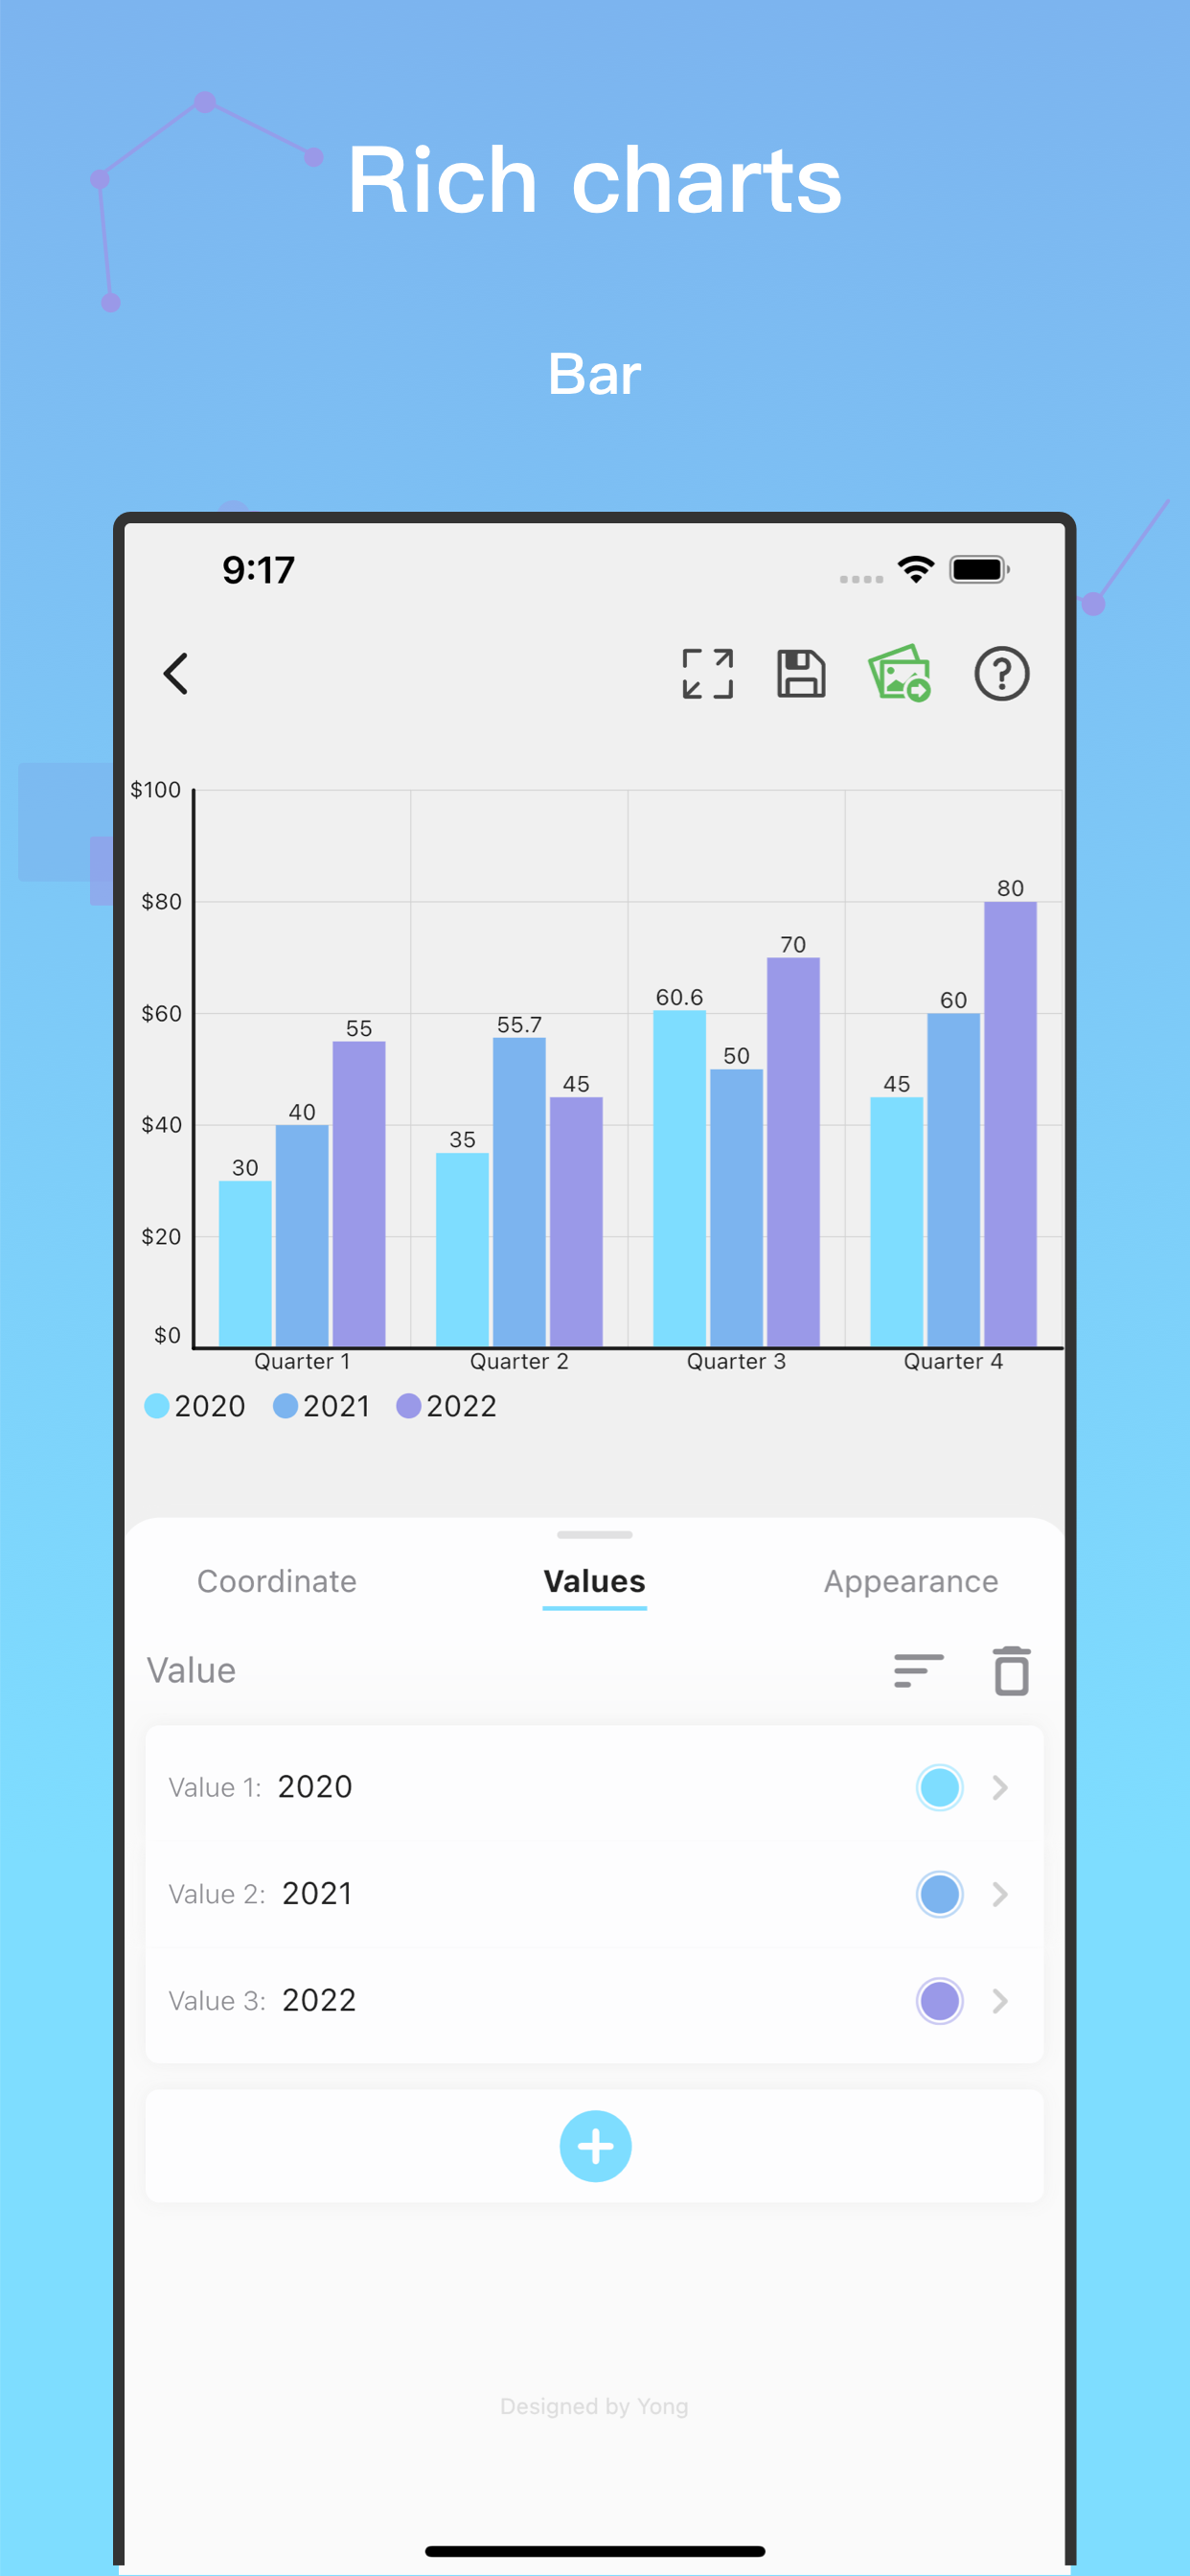 Rich charts
Bar
9:17
$100
$80
$60
$40
$20
$0
30 40 55
35 55.7 45
60.6 50 70
45 60 80
Quarter 1 Quarter 2 Quarter 3 Quarter 4
2020 2021 2022
Coordinate Values Appearance
Value
Value 1: 2020
Value 2: 2021
Value 3: 2022
Designed by Yong